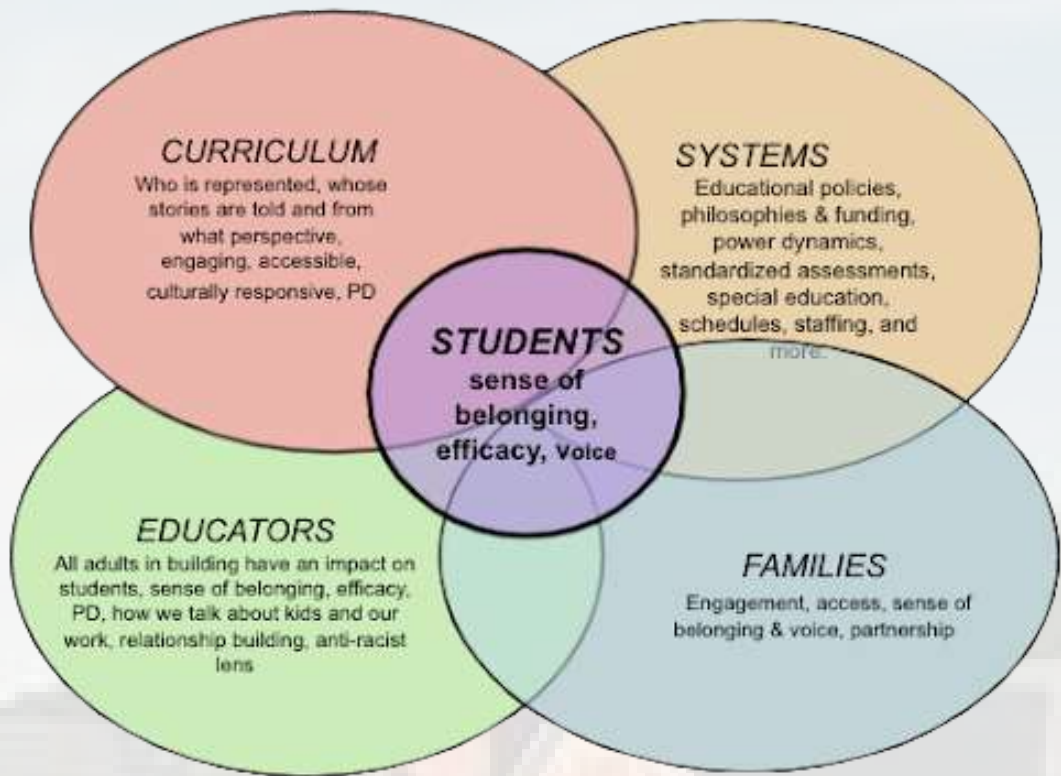 CURRICULUM
Who is represented, whose
stories are told and from
what perspective,
engaging, accessible,
culturally responsive, PD
SYSTEMS
Educational policies,
philosophies & funding,
power dynamics,
standardized assessments,
special education,
schedules, staffing, and
more.
STUDENTS
sense of
belonging,
efficacy, Voice
EDUCATORS
All adults in building have an impact on
students, sense of belonging, efficacy,
PD, how we talk about kids and our
work, relationship building, anti-racist
lens
FAMILIES
Engagement, access, sense of
belonging & voice, partnership